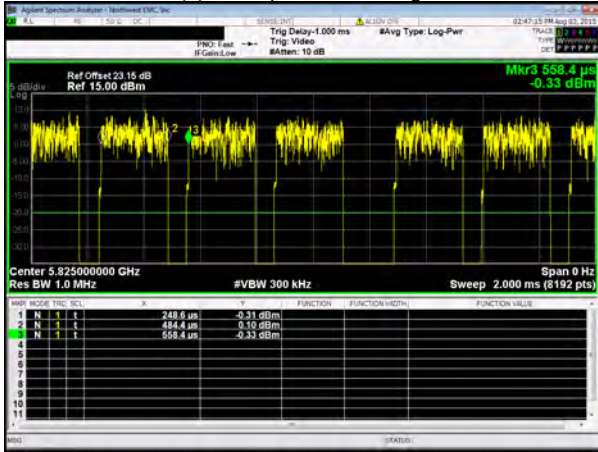 Agilent Spectrum Analyzer - Northwest EMC, Inc
RL RF 50 Ω DC SENSE:INT ALIGN OFF 02:47:15 PM Aug 03, 2015
Trig Delay-1.000 ms #Avg Type: Log-Pwr TRACE 1 2 3 4 5 6
PNO: Fast Trig: Video TYPE
IFGain:Low #Atten: 10 dB DET P P P P P P
Mkr3 558.4 µs
Ref Offset 23.15 dB
5 dB/div Ref 15.00 dBm -0.33 dBm
Log
10.0
5.00
0.00
-5.00
-10.0
-15.0
-20.0
-25.0
-30.0
2
3
Center 5.825000000 GHz Span 0 Hz
Res BW 1.0 MHz #VBW 300 kHz Sweep 2.000 ms (8192 pts)
MKR MODE TRC SCL X Y FUNCTION FUNCTION WIDTH FUNCTION VALUE
1 N 1 t 248.6 µs -0.31 dBm
2 N 1 t 484.4 µs 0.10 dBm
3 N 1 t 558.4 µs -0.33 dBm
4
5
6
7
8
9
10
11
MSG STATUS